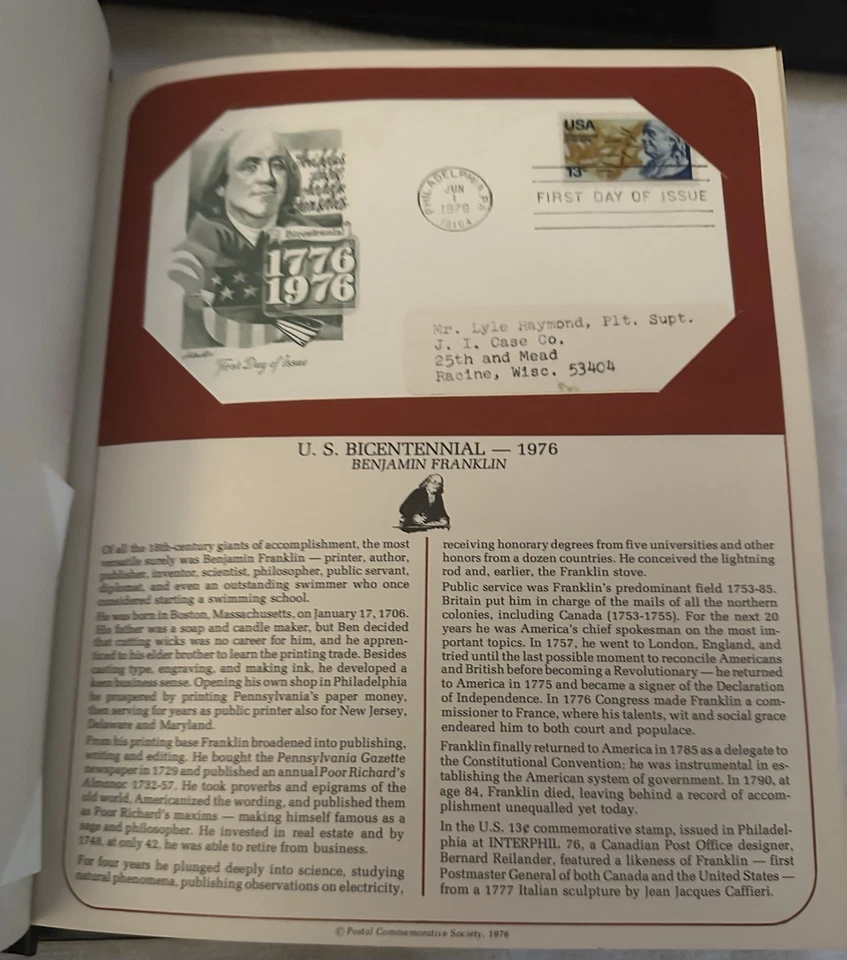 Bicentennial
1776
1976
First Day of Issue
PHILADELPHIA, PA
JUN
1
1976
USA
13c
FIRST DAY OF ISSUE
Mr. Lyle Raymond, Plt. Supt.
J. I. Case Co.
25th and Mead
Racine, Wisc. 53404
U. S. BICENTENNIAL — 1976
BENJAMIN FRANKLIN
Of all the 18th-century giants of accomplishment, the most
versatile surely was Benjamin Franklin — printer, author,
publisher, inventor, scientist, philosopher, public servant,
diplomat, and even an outstanding swimmer who once
considered starting a swimming school.
He was born in Boston, Massachusetts, on January 17, 1706.
His father was a soap and candle maker, but Ben decided
that cutting wicks was no career for him, and he appren-
ticed to his elder brother to learn the printing trade. Besides
casting type, engraving, and making ink, he developed a
keen business sense. Opening his own shop in Philadelphia
he prospered by printing Pennsylvania's paper money,
then serving for years as public printer also for New Jersey,
Delaware and Maryland.
From his printing base Franklin broadened into publishing,
writing and editing. He bought the Pennsylvania Gazette
newspaper in 1729 and published an annual Poor Richard's
Almanac 1732-57. He took proverbs and epigrams of the
old world, Americanized the wording, and published them
as Poor Richard's maxims — making himself famous as a
sage and philosopher. He invested in real estate and by
1748, at only 42, he was able to retire from business.
For four years he plunged deeply into science, studying
natural phenomena, publishing observations on electricity,
receiving honorary degrees from five universities and other
honors from a dozen countries. He conceived the lightning
rod and, earlier, the Franklin stove.
Public service was Franklin's predominant field 1753-85.
Britain put him in charge of the mails of all the northern
colonies, including Canada (1753-1755). For the next 20
years he was America's chief spokesman on the most im-
portant topics. In 1757, he went to London, England, and
tried until the last possible moment to reconcile Americans
and British before becoming a Revolutionary — he returned
to America in 1775 and became a signer of the Declaration
of Independence. In 1776 Congress made Franklin a com-
missioner to France, where his talents, wit and social grace
endeared him to both court and populace.
Franklin finally returned to America in 1785 as a delegate to
the Constitutional Convention; he was instrumental in es-
tablishing the American system of government. In 1790, at
age 84, Franklin died, leaving behind a record of accom-
plishment unequalled yet today.
In the U.S. 13¢ commemorative stamp, issued in Philadel-
phia at INTERPHIL 76, a Canadian Post Office designer,
Bernard Reilander, featured a likeness of Franklin — first
Postmaster General of both Canada and the United States —
from a 1777 Italian sculpture by Jean Jacques Caffieri.
© Postal Commemorative Society, 1976